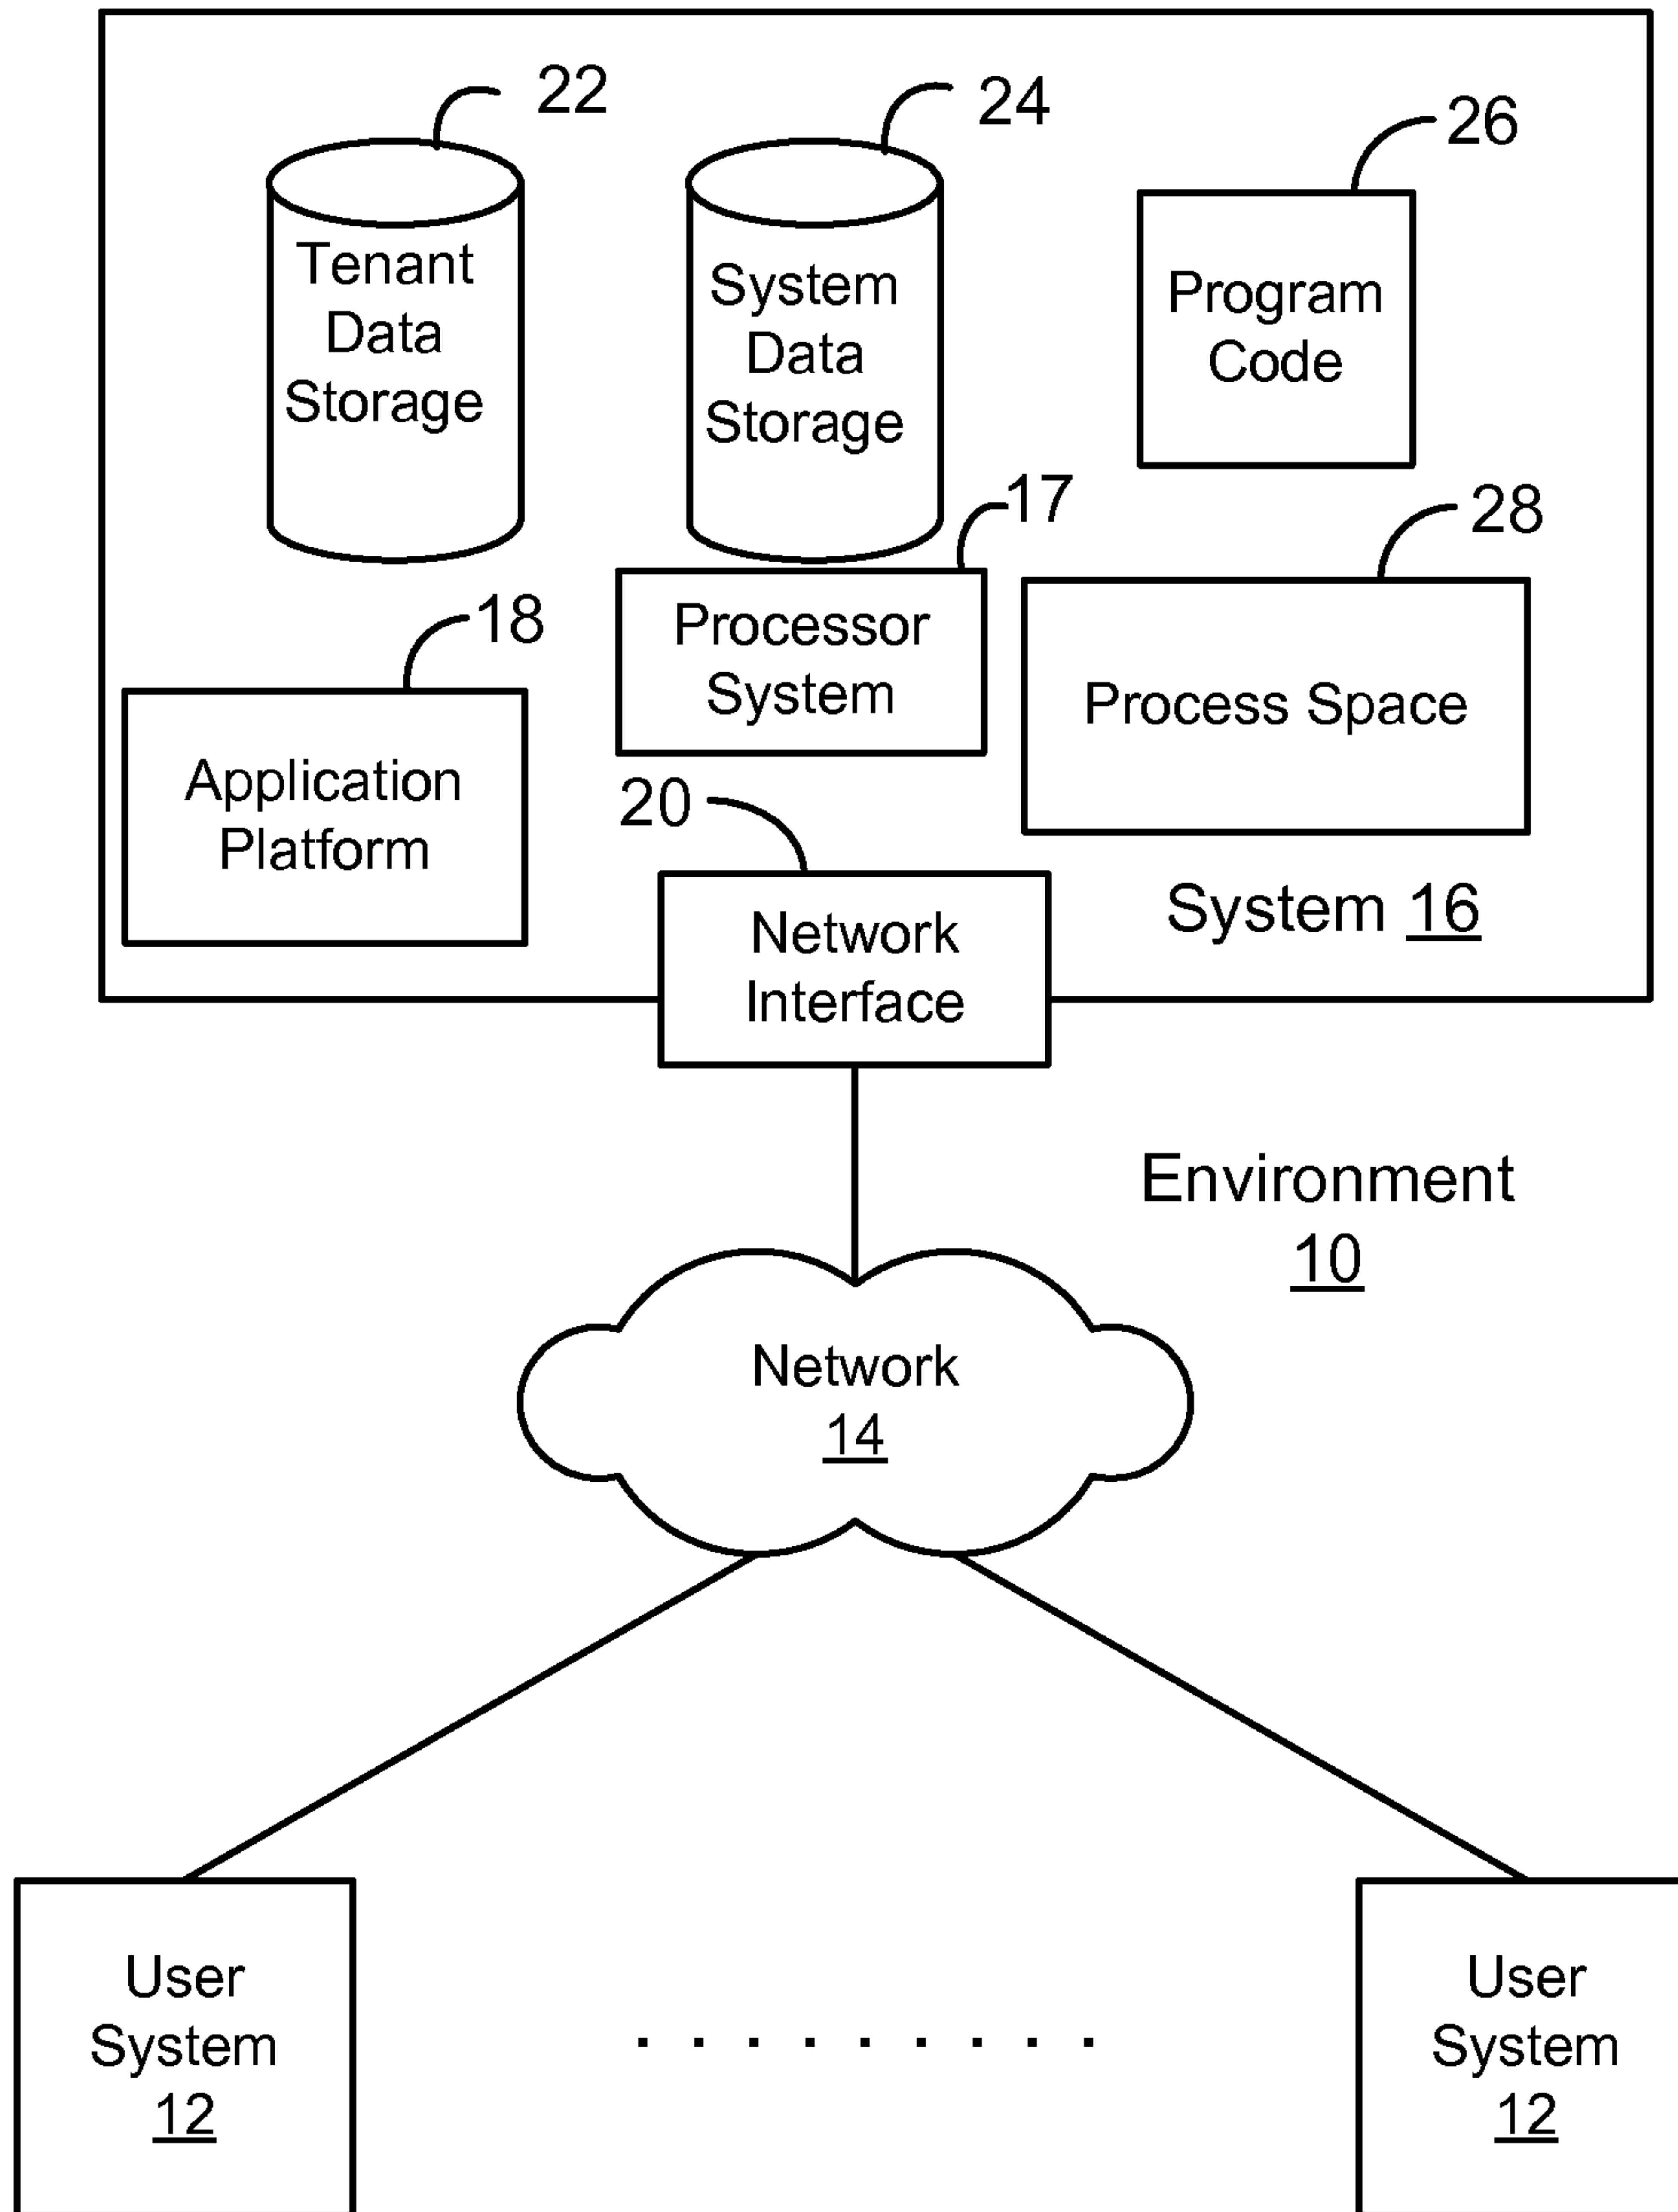 22
24
26
Tenant
Data
Storage
System
Data
Storage
Program
Code
17
28
18
Processor
System
Process Space
Application
Platform
20
System 16
Network
Interface
Environment
10
Network
14
User
System
12
. . . . . . . . .
User
System
12